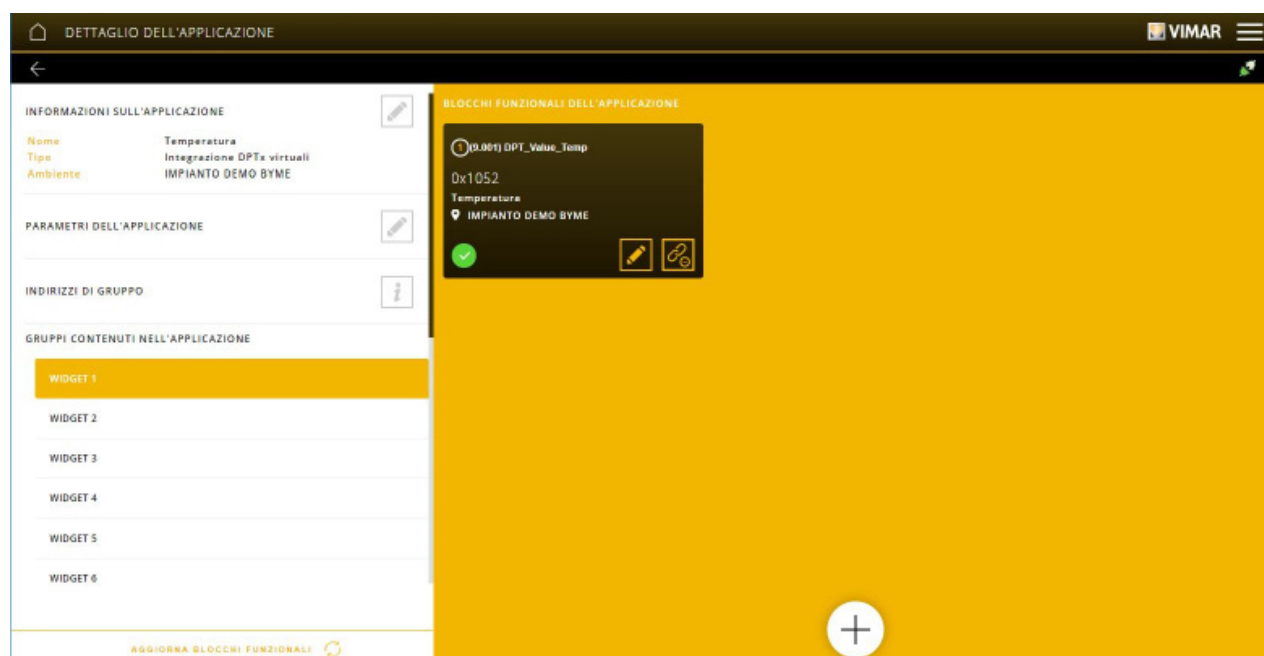 DETTAGLIO DELL'APPLICAZIONE
VIMAR
INFORMAZIONI SULL'APPLICAZIONE
Nome Temperatura
Tipo Integrazione DPTx virtuali
Ambiente IMPIANTO DEMO BYME
PARAMETRI DELL'APPLICAZIONE
INDIRIZZI DI GRUPPO
i
GRUPPI CONTENUTI NELL'APPLICAZIONE
WIDGET 1
WIDGET 2
WIDGET 3
WIDGET 4
WIDGET 5
WIDGET 6
AGGIORNA BLOCCHI FUNZIONALI
BLOCCHI FUNZIONALI DELL'APPLICAZIONE
1 (9.001) DPT_Value_Temp
0x1052
Temperatura
IMPIANTO DEMO BYME